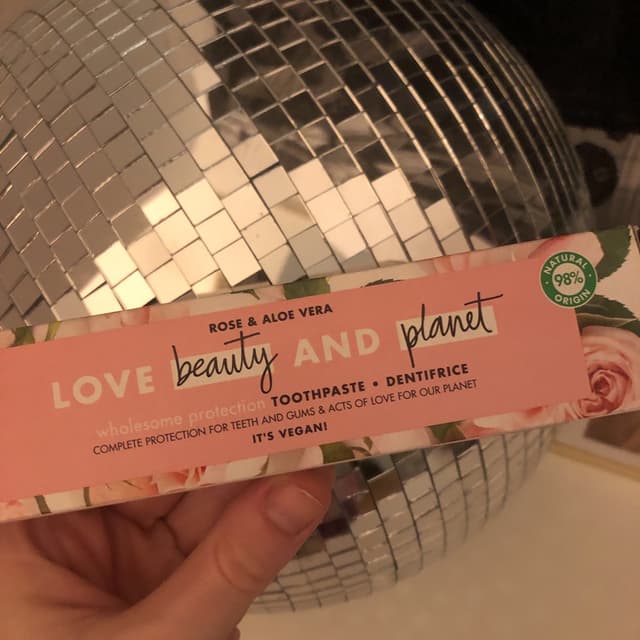 ROSE & ALOE VERA
LOVE beauty AND planet
wholesome protection TOOTHPASTE • DENTIFRICE
COMPLETE PROTECTION FOR TEETH AND GUMS & ACTS OF LOVE FOR OUR PLANET
IT'S VEGAN!
NATURAL
98%
ORIGIN